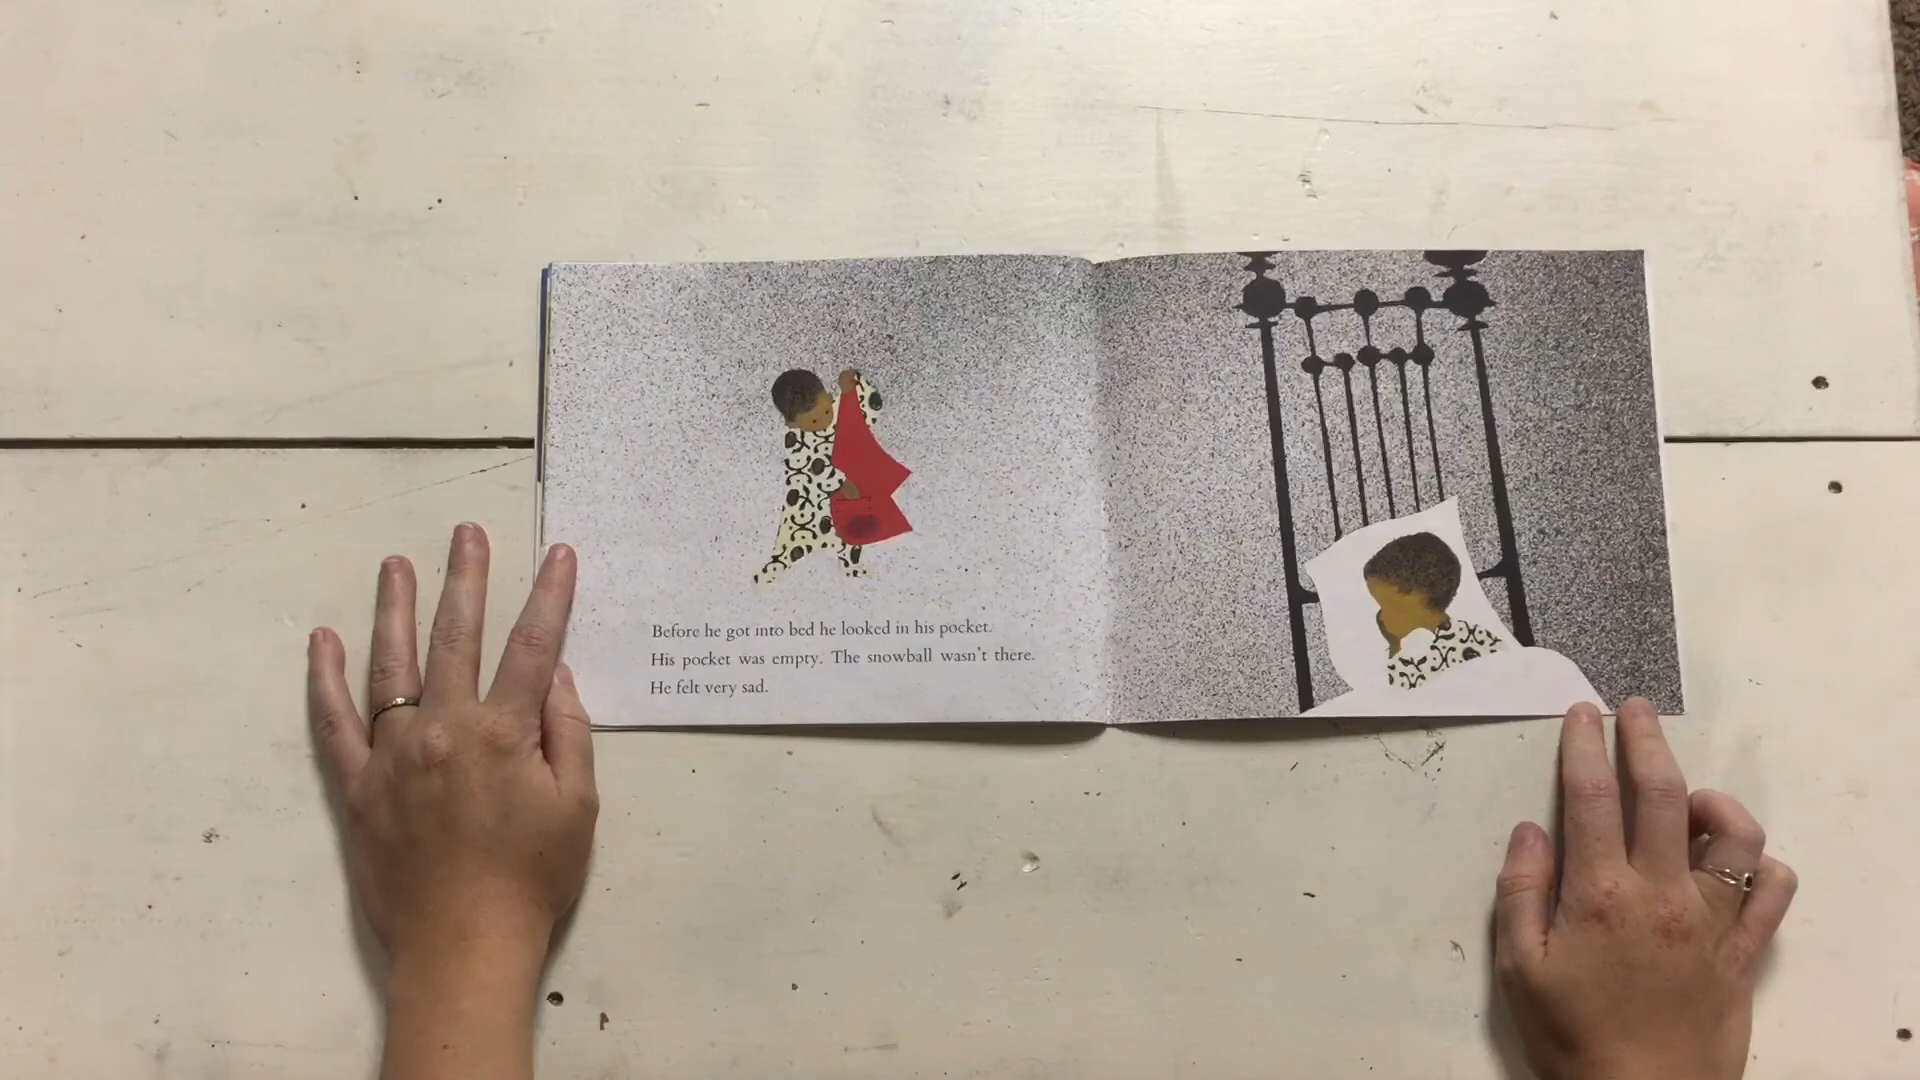 Before he got into bed he looked in his pocket.
His pocket was empty. The snowball wasn't there.
He felt very sad.